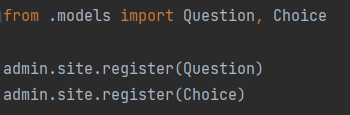 from .models import Question, Choice
admin.site.register(Question)
admin.site.register(Choice)